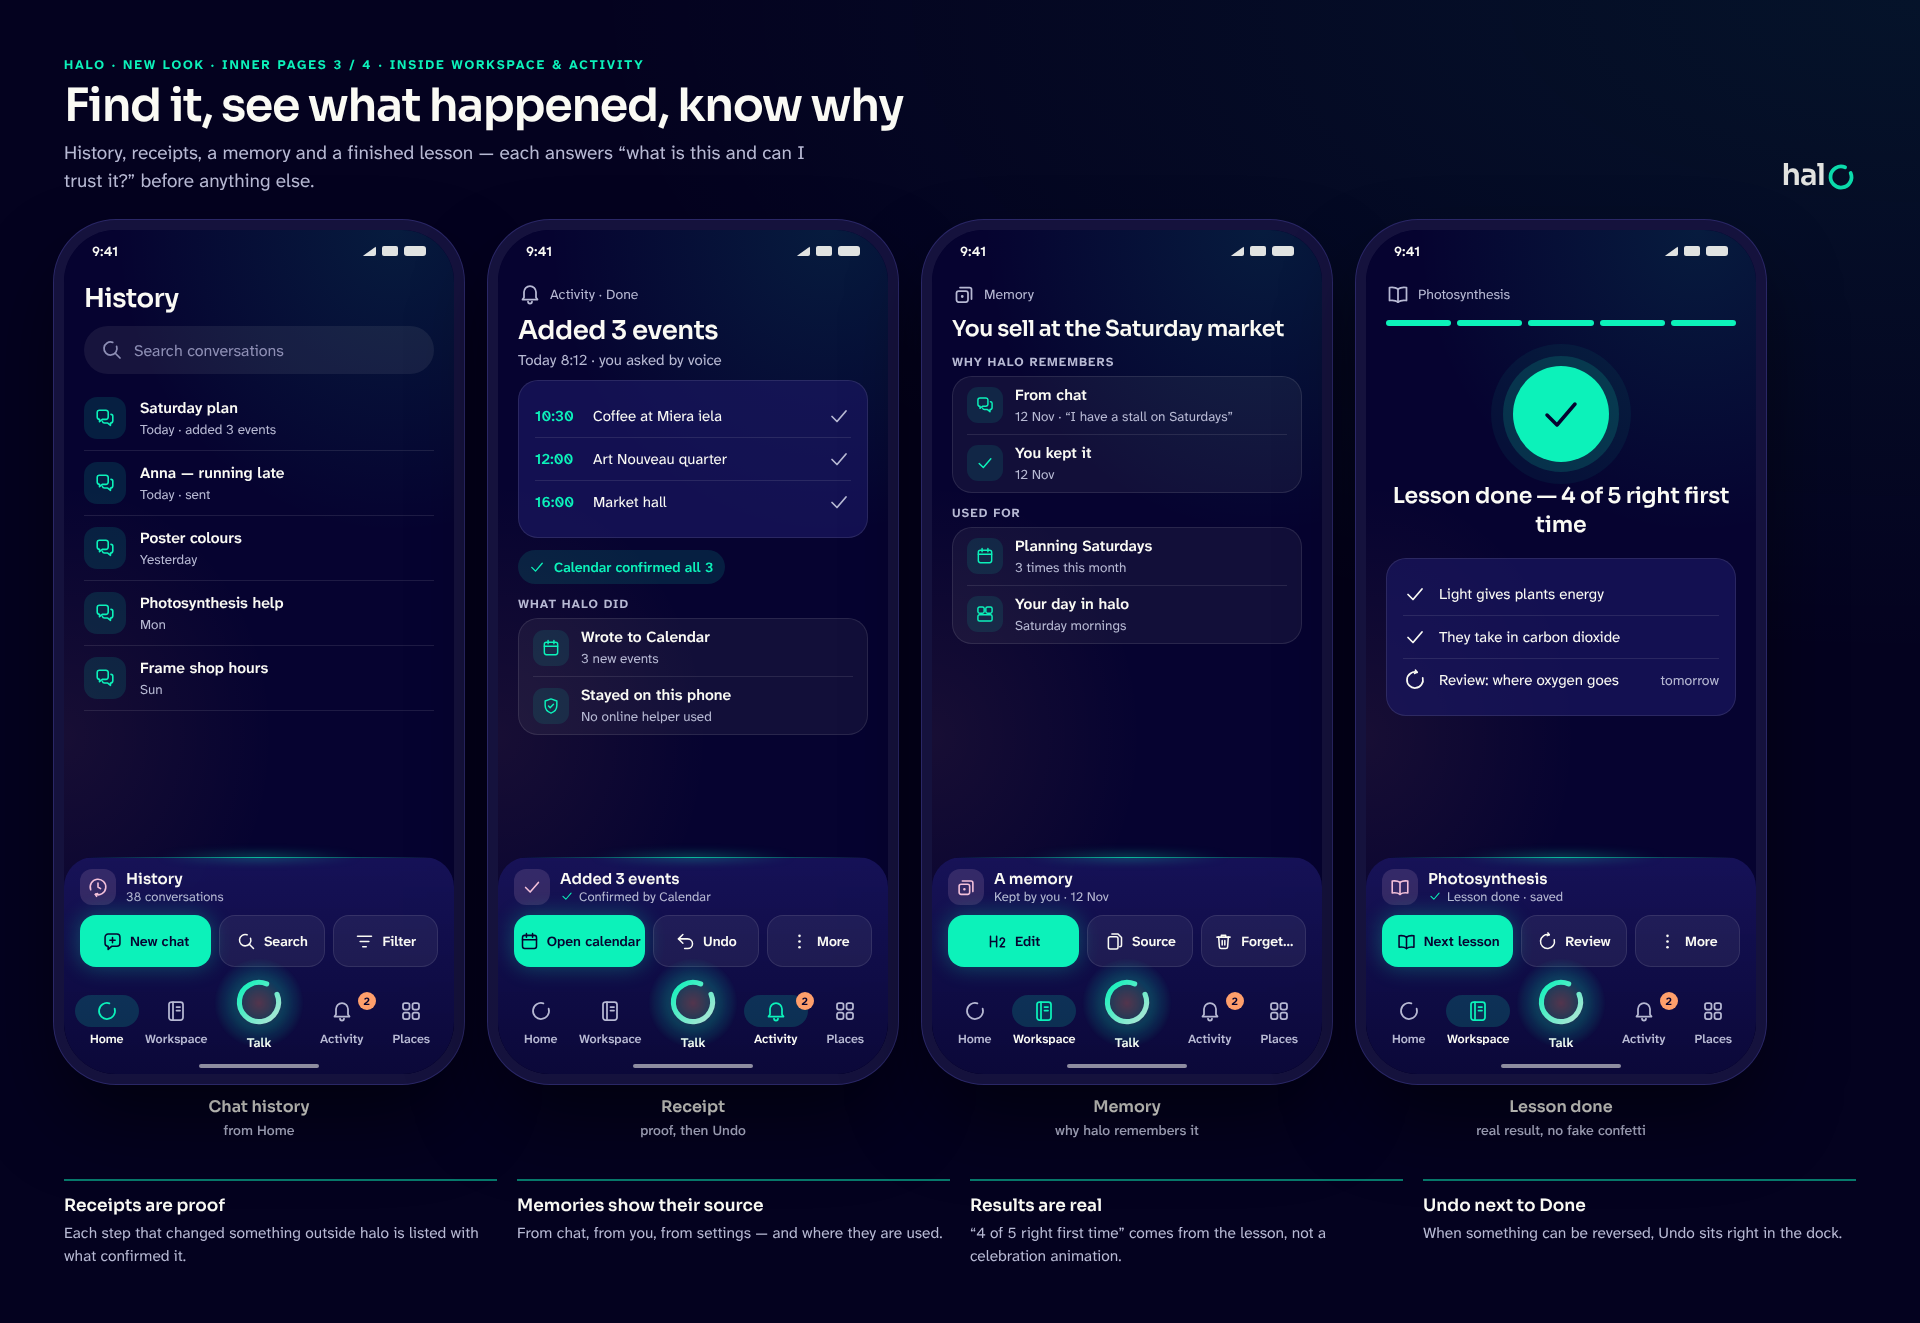 HALO · NEW LOOK · INNER PAGES 3 / 4 · INSIDE WORKSPACE & ACTIVITY
Find it, see what happened, know why
History, receipts, a memory and a finished lesson — each answers “what is this and can I
trust it?” before anything else.
halo
9:41
History
Search conversations
Saturday plan
Today · added 3 events
Anna — running late
Today · sent
Poster colours
Yesterday
Photosynthesis help
Mon
Frame shop hours
Sun
History
38 conversations
New chat
Search
Filter
Home
Workspace
Talk
2
Activity
Places
Chat history
from Home
9:41
Activity · Done
Added 3 events
Today 8:12 · you asked by voice
10:30 Coffee at Miera iela
12:00 Art Nouveau quarter
16:00 Market hall
Calendar confirmed all 3
WHAT HALO DID
Wrote to Calendar
3 new events
Stayed on this phone
No online helper used
Added 3 events
Confirmed by Calendar
Open calendar
Undo
More
Home
Workspace
Talk
2
Activity
Places
Receipt
proof, then Undo
9:41
Memory
You sell at the Saturday market
WHY HALO REMEMBERS
From chat
12 Nov · “I have a stall on Saturdays”
You kept it
12 Nov
USED FOR
Planning Saturdays
3 times this month
Your day in halo
Saturday mornings
A memory
Kept by you · 12 Nov
H2 Edit
Source
Forget...
Home
Workspace
Talk
2
Activity
Places
Memory
why halo remembers it
9:41
Photosynthesis
Lesson done — 4 of 5 right first
time
Light gives plants energy
They take in carbon dioxide
Review: where oxygen goes tomorrow
Photosynthesis
Lesson done · saved
Next lesson
Review
More
Home
Workspace
Talk
2
Activity
Places
Lesson done
real result, no fake confetti
Receipts are proof
Each step that changed something outside halo is listed with
what confirmed it.
Memories show their source
From chat, from you, from settings — and where they are used.
Results are real
“4 of 5 right first time” comes from the lesson, not a
celebration animation.
Undo next to Done
When something can be reversed, Undo sits right in the dock.